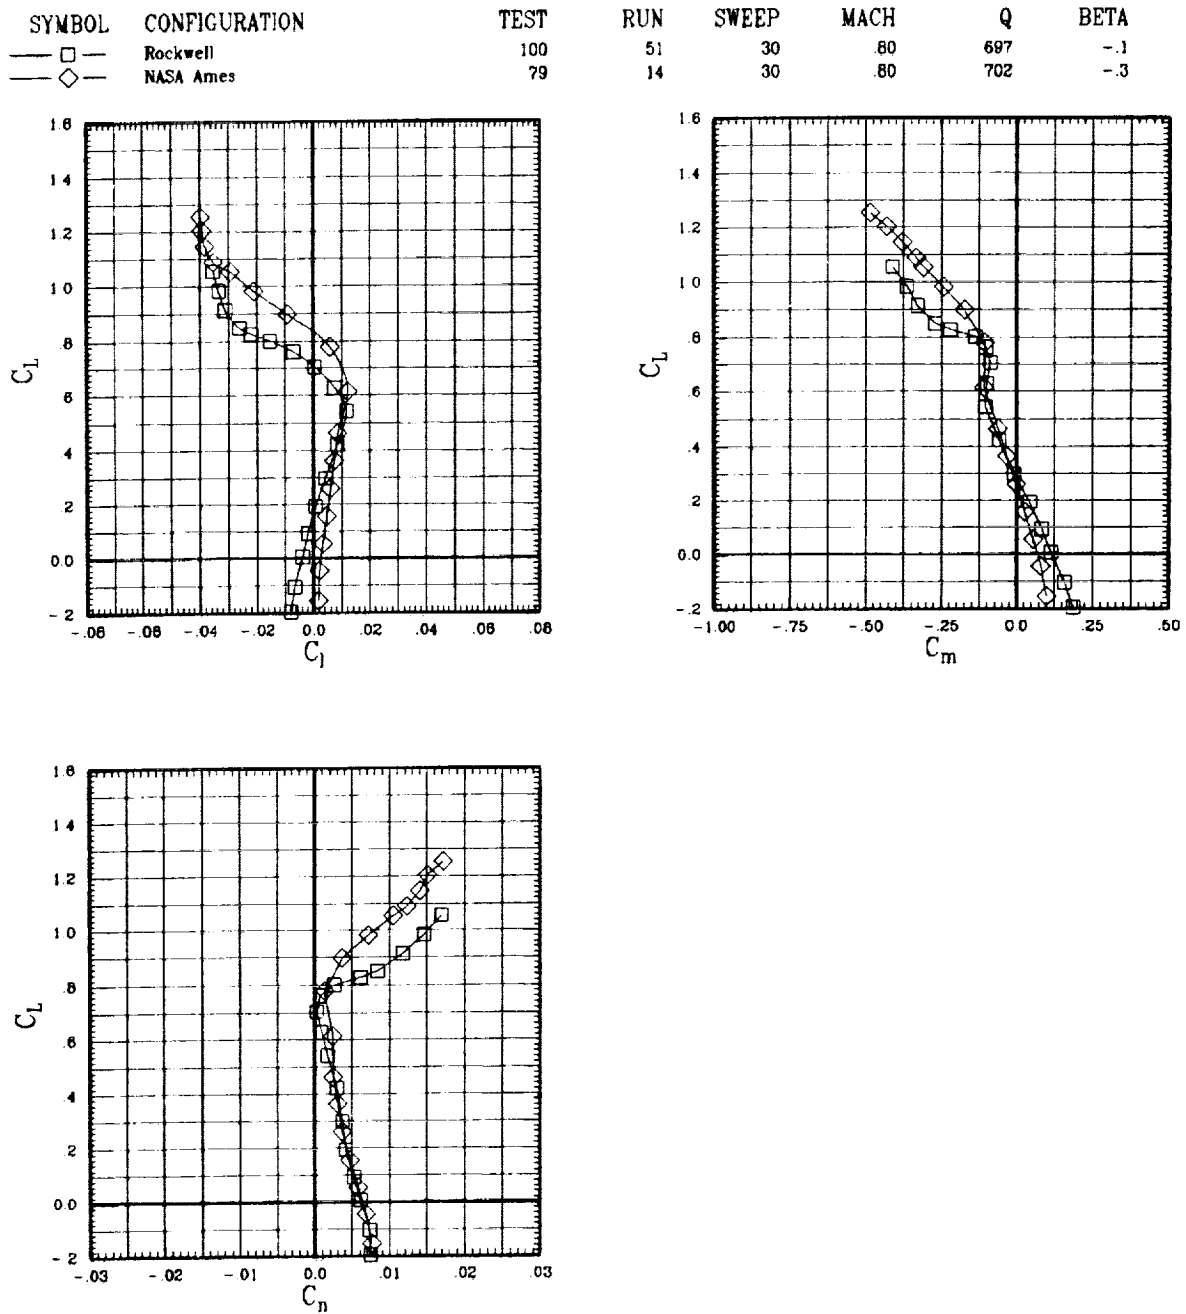 SYMBOL CONFIGURATION TEST RUN SWEEP MACH Q BETA
Rockwell 100 51 30 .80 697 -.1
NASA Ames 79 14 30 .80 702 -.3
1.6
1.4
1.2
1.0
.8
.6
.4
.2
0.0
-.2
C_L
-.08 -.06 -.04 -.02 0.0 .02 .04 .06 .08
C_l
1.6
1.4
1.2
1.0
.8
.6
.4
.2
0.0
-.2
C_L
-1.00 -.75 -.50 -.25 0.0 .25 .50
C_m
1.6
1.4
1.2
1.0
.8
.6
.4
.2
0.0
-.2
C_L
-.03 -.02 -.01 0.0 .01 .02 .03
C_n